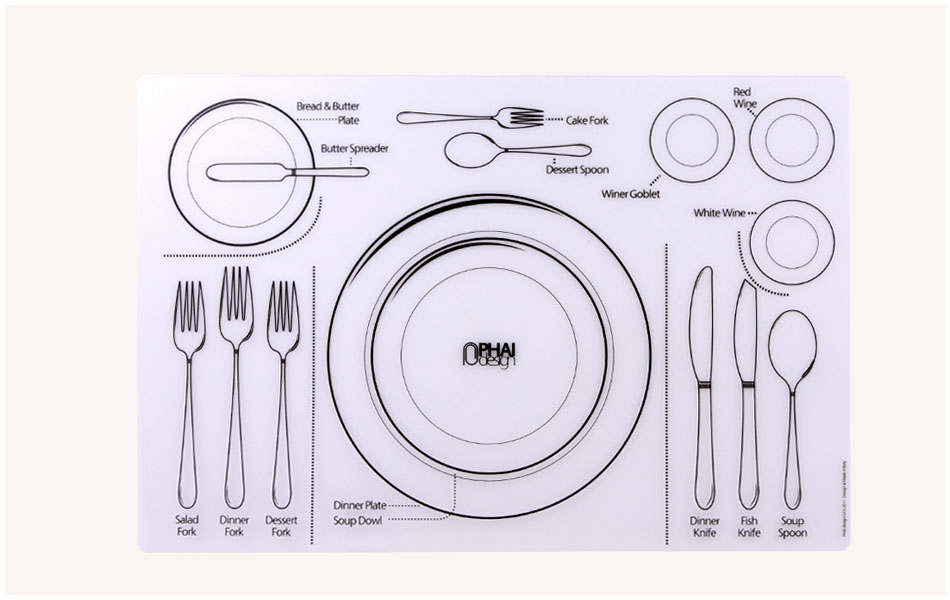 Bread & Butter
Plate
Butter Spreader
Cake Fork
Dessert Spoon
Red
Wine
Winer Goblet
White Wine
PHAI
design
Dinner Plate
Soup Dowl
Salad
Fork
Dinner
Fork
Dessert
Fork
Dinner
Knife
Fish
Knife
Soup
Spoon